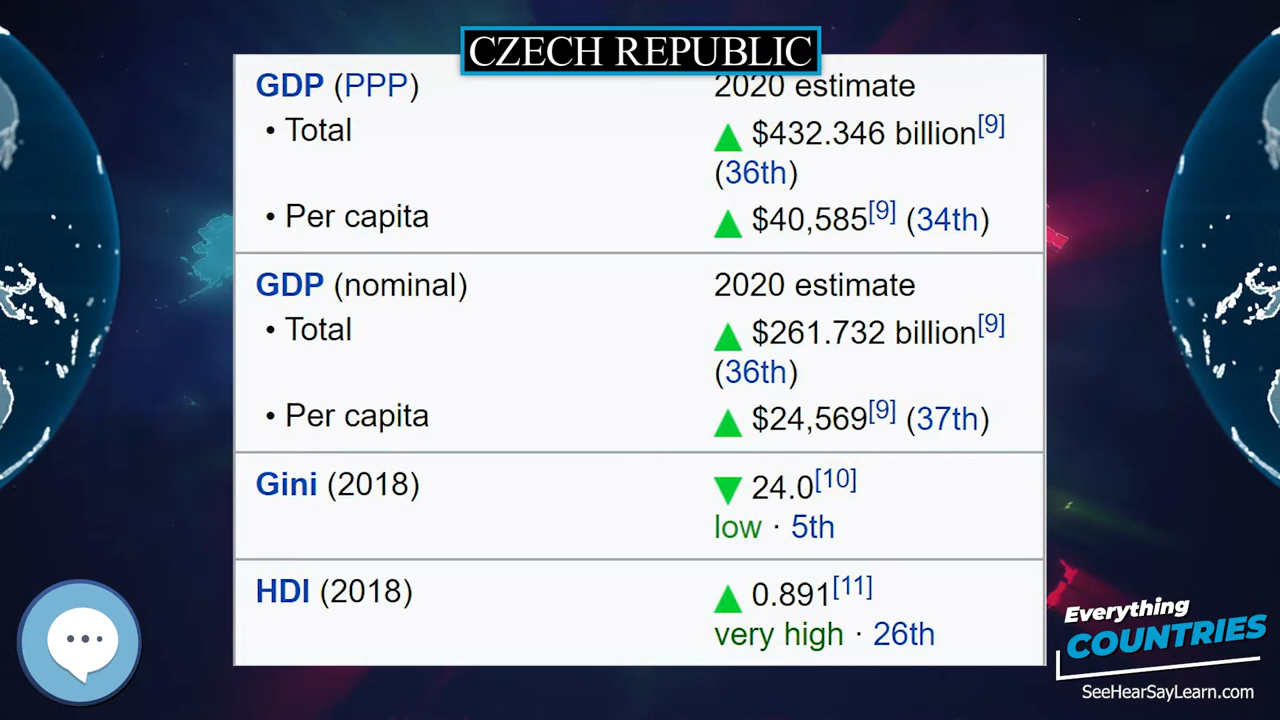 CZECH REPUBLIC
GDP (PPP) 2020 estimate
• Total ▲ $432.346 billion[9]
(36th)
• Per capita ▲ $40,585[9] (34th)
GDP (nominal) 2020 estimate
• Total ▲ $261.732 billion[9]
(36th)
• Per capita ▲ $24,569[9] (37th)
Gini (2018) ▼ 24.0[10]
low · 5th
HDI (2018) ▲ 0.891[11]
very high · 26th
Everything
COUNTRIES
SeeHearSayLearn.com